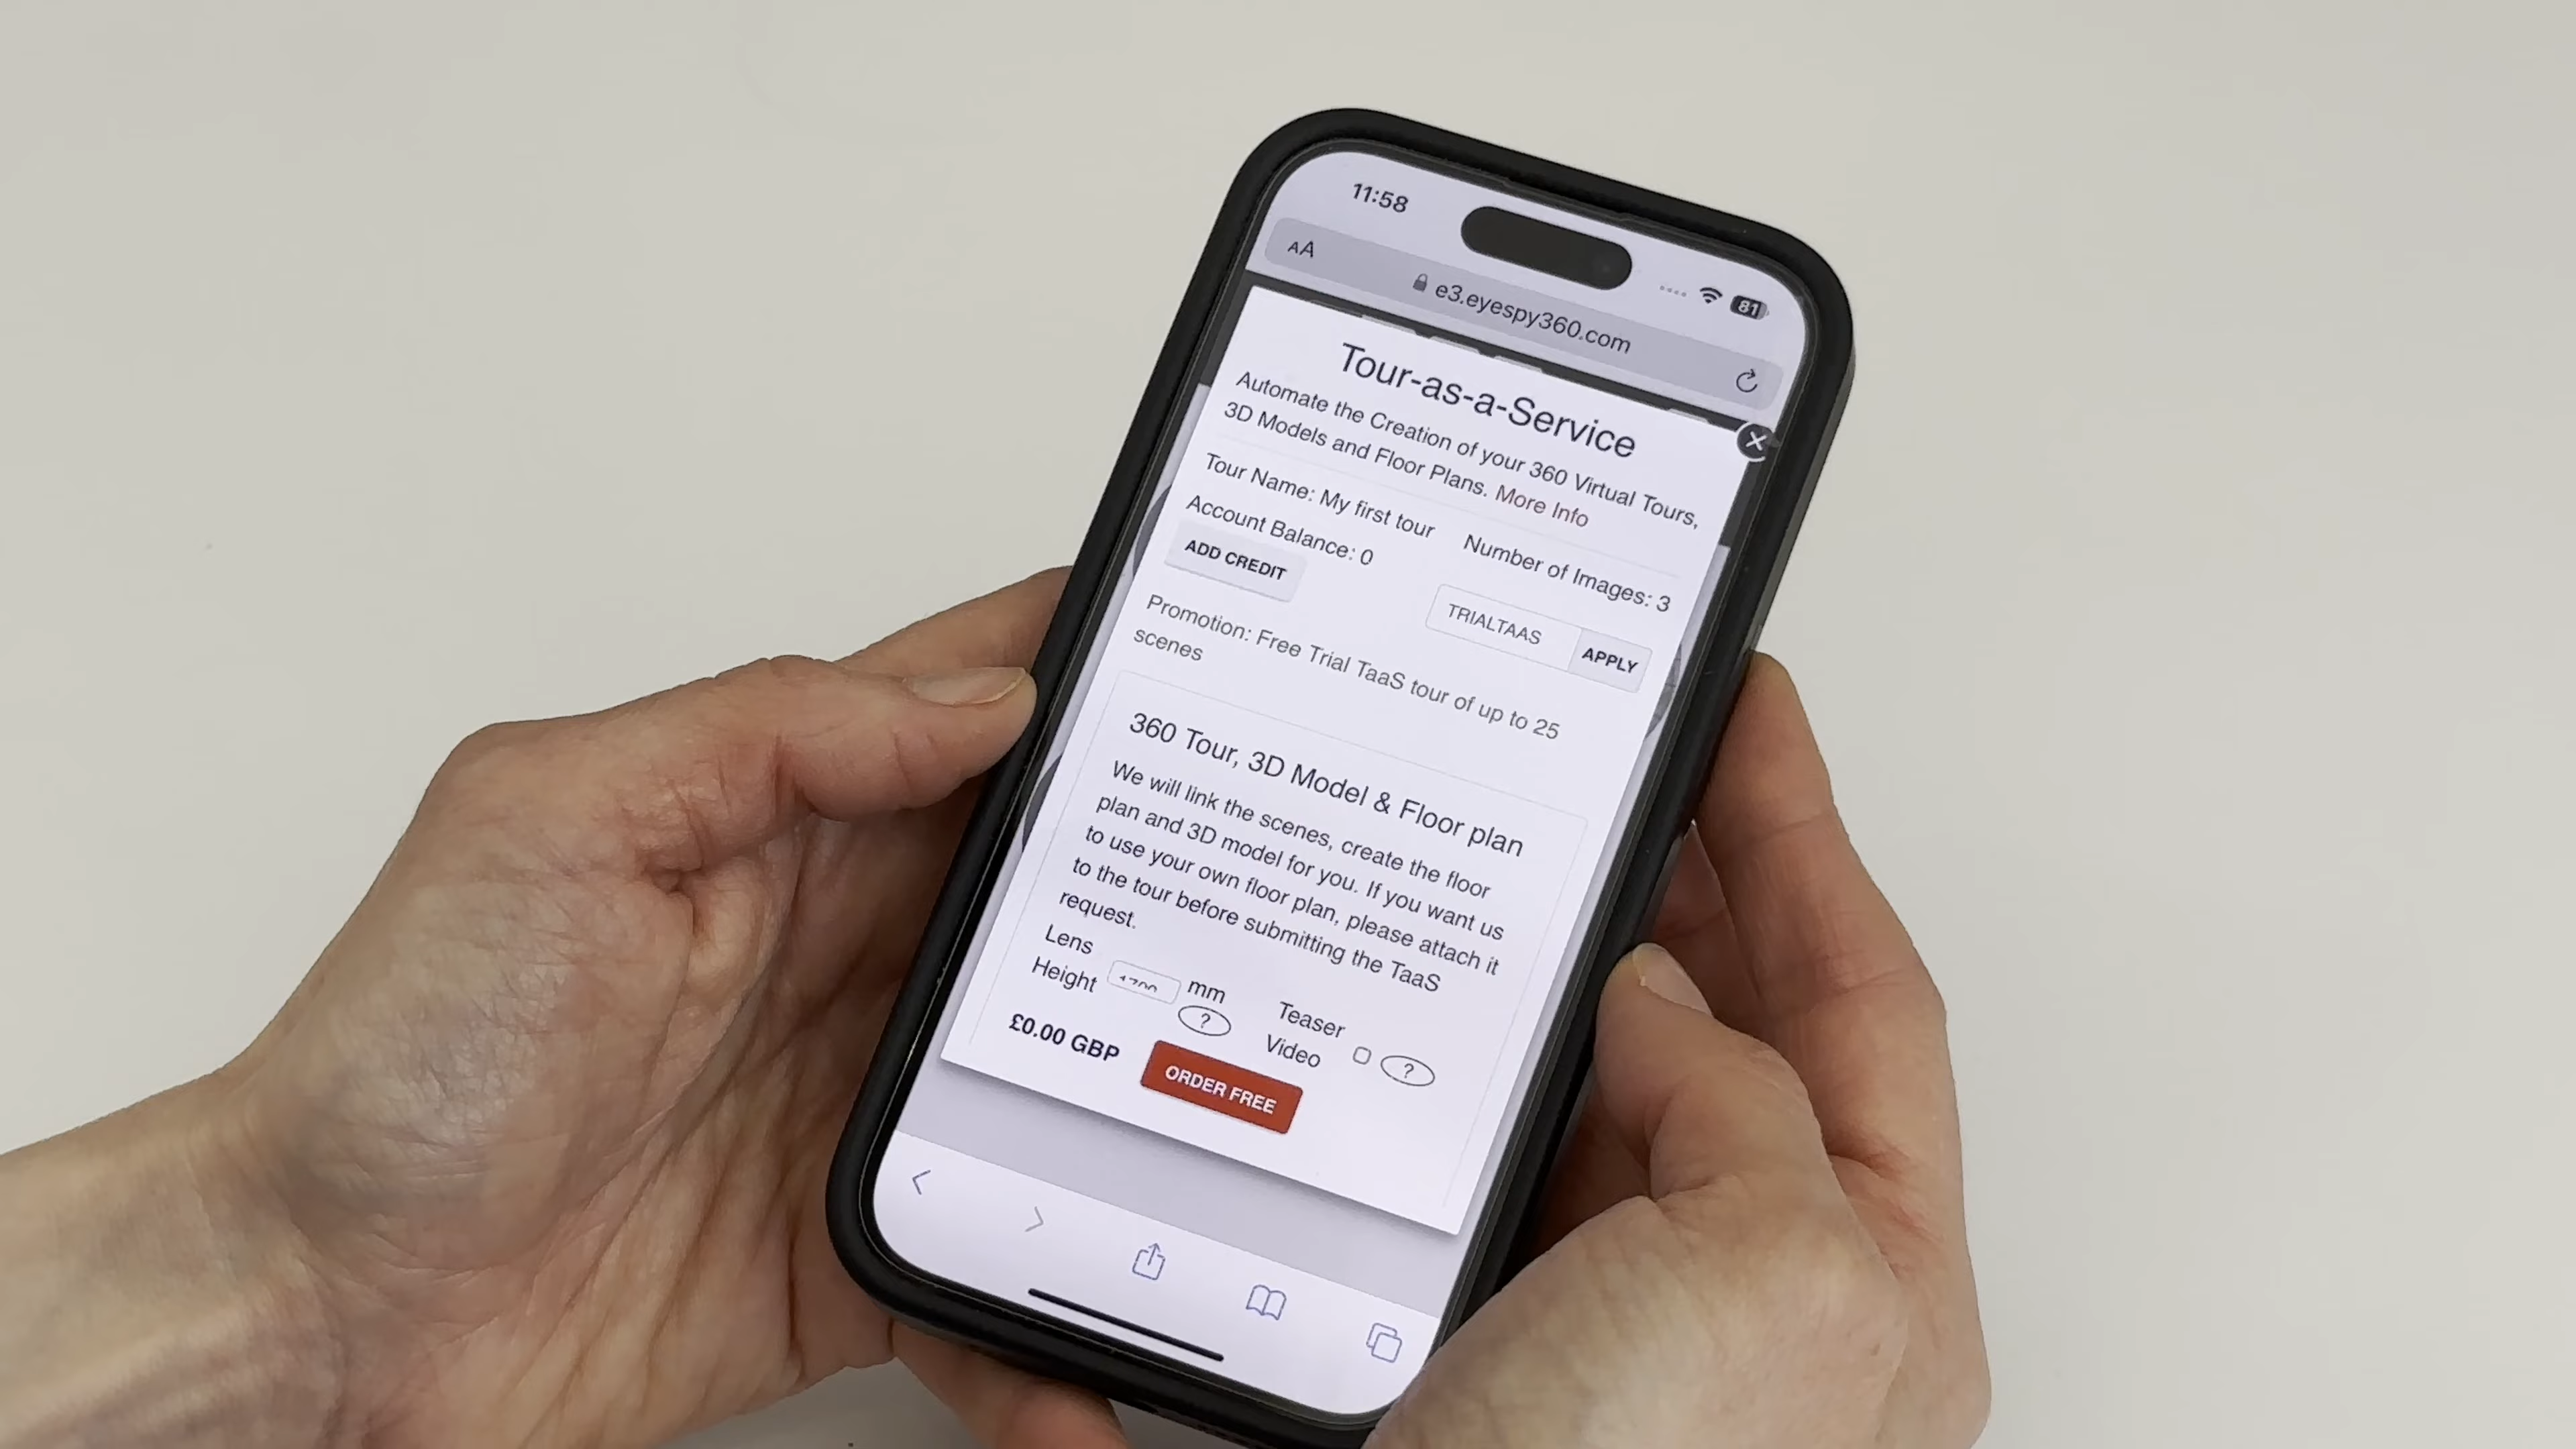 11:58
81
AA
e3.eyespy360.com
Tour-as-a-Service
Automate the Creation of your 360 Virtual Tours,
3D Models and Floor Plans. More Info
Tour Name: My first tour
Number of Images: 3
Account Balance: 0
ADD CREDIT
TRIALTAAS
APPLY
Promotion: Free Trial TaaS tour of up to 25
scenes
360 Tour, 3D Model & Floor plan
We will link the scenes, create the floor
plan and 3D model for you. If you want us
to use your own floor plan, please attach it
to the tour before submitting the TaaS
request.
Lens
Height
mm
?
Teaser
Video
?
£0.00 GBP
ORDER FREE